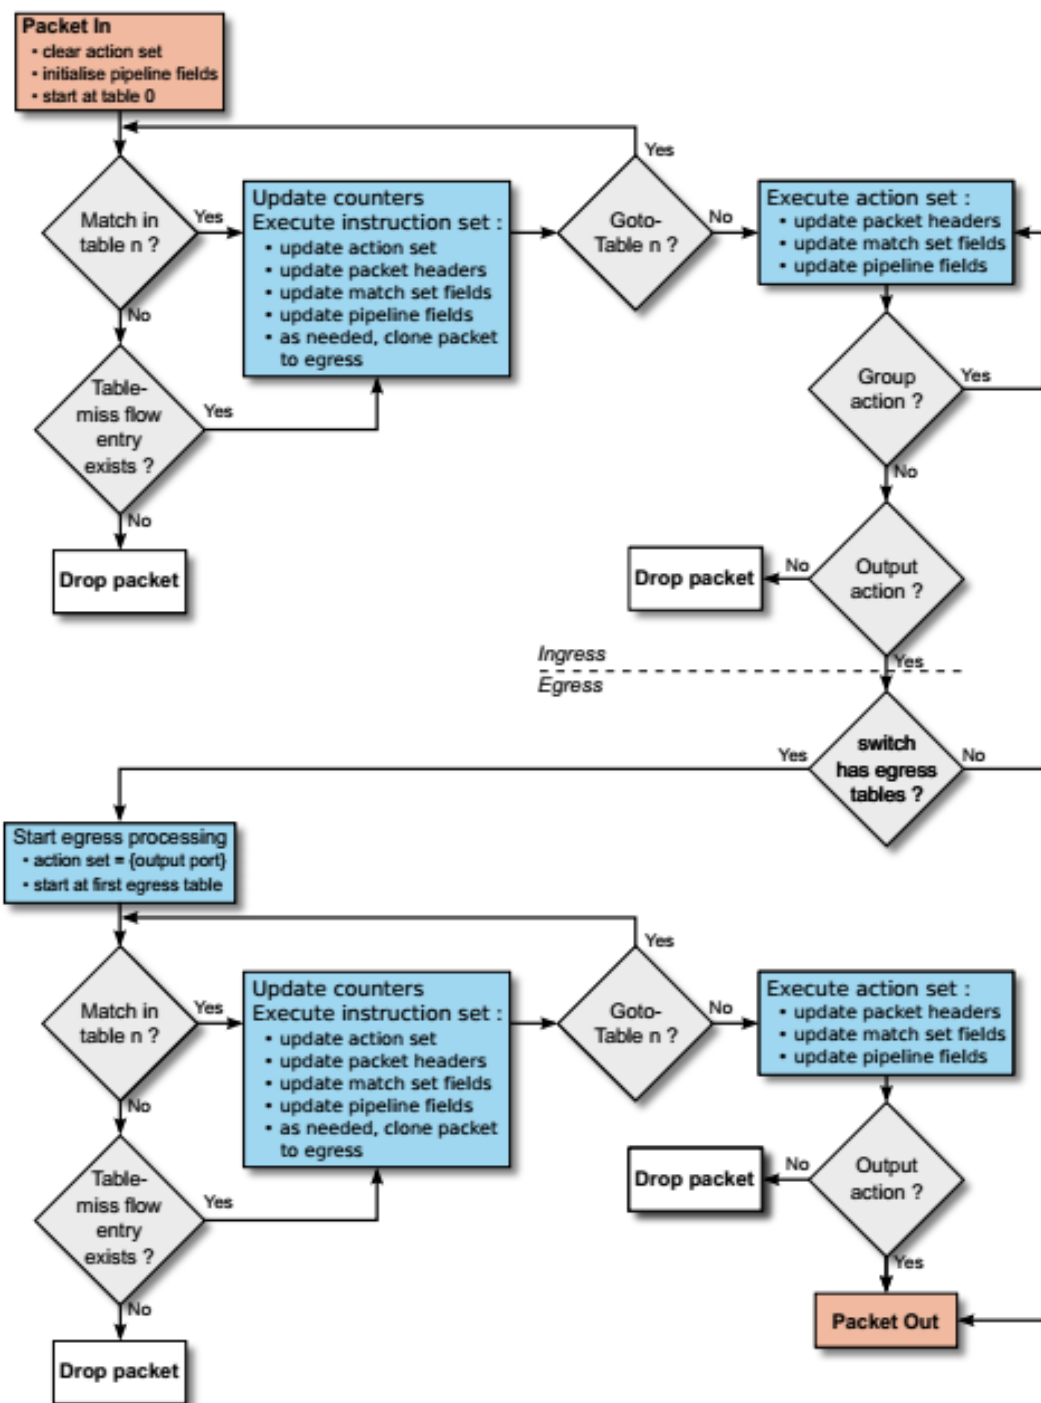 Packet In
• clear action set
• initialise pipeline fields
• start at table 0
Match in
table n ?
Yes
No
Update counters
Execute instruction set :
• update action set
• update packet headers
• update match set fields
• update pipeline fields
• as needed, clone packet
to egress
Yes
Goto-
Table n ?
No
Execute action set :
• update packet headers
• update match set fields
• update pipeline fields
Table-
miss flow
entry
exists ?
Yes
No
Drop packet
Group
action ?
Yes
No
Output
action ?
No
Drop packet
Yes
Ingress
Egress
switch
has egress
tables ?
Yes
No
Start egress processing
• action set = {output port}
• start at first egress table
Match in
table n ?
Yes
No
Update counters
Execute instruction set :
• update action set
• update packet headers
• update match set fields
• update pipeline fields
• as needed, clone packet
to egress
Yes
Goto-
Table n ?
No
Execute action set :
• update packet headers
• update match set fields
• update pipeline fields
Table-
miss flow
entry
exists ?
Yes
No
Drop packet
Output
action ?
No
Drop packet
Yes
Packet Out